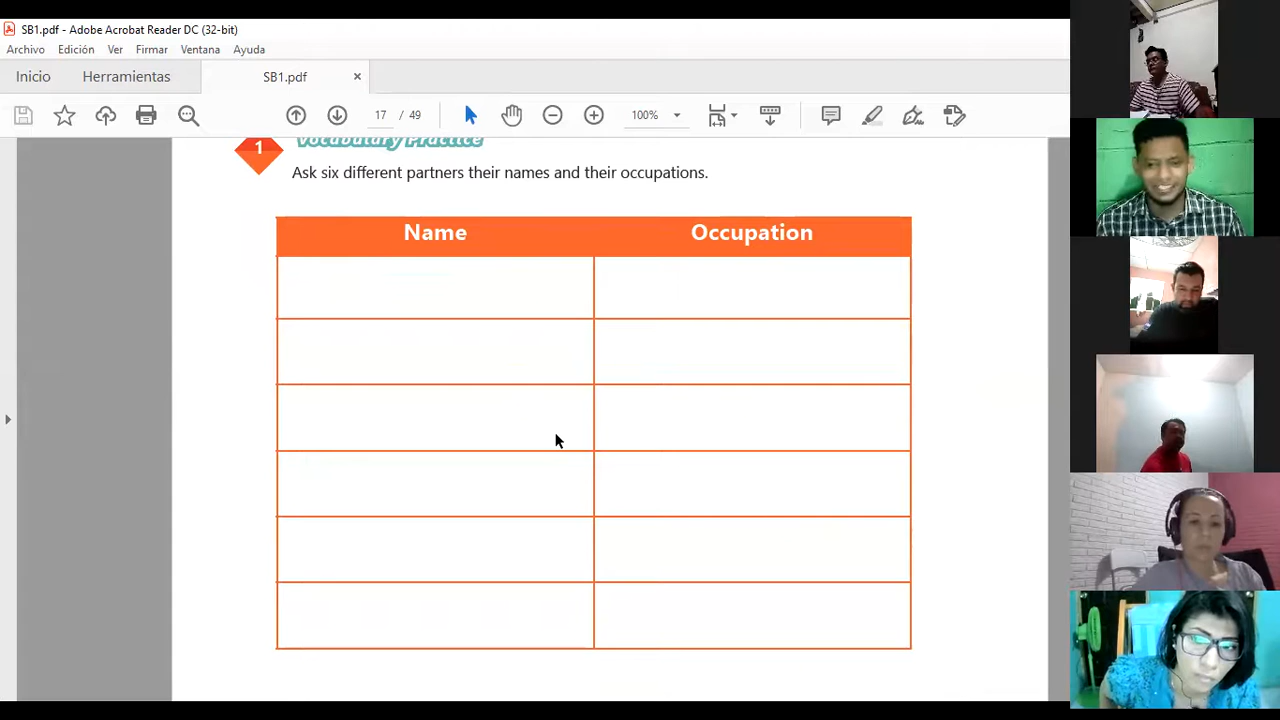 SB1.pdf - Adobe Acrobat Reader DC (32-bit)
Archivo Edición Ver Firmar Ventana Ayuda
Inicio Herramientas SB1.pdf ×
17 / 49 100%
1 Vocabulary Practice
Ask six different partners their names and their occupations.
Name Occupation